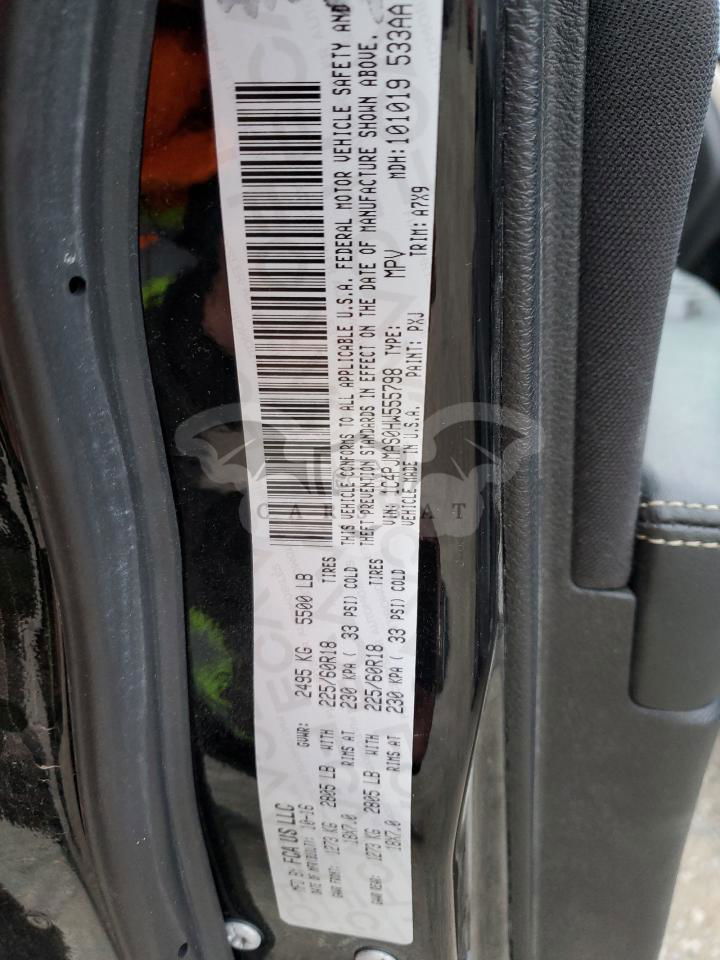 MFD BY: FCA US LLC
DATE OF MFR: 10-16
GVWR: 2495 KG 5500 LB
GAWR FRONT: 1273 KG 2805 LB WITH 225/60R18 TIRES
18X7.0 RIMS AT 230 KPA ( 33 PSI) COLD
GAWR REAR: 1273 KG 2805 LB WITH 225/60R18 TIRES
18X7.0 RIMS AT 230 KPA ( 33 PSI) COLD
THIS VEHICLE CONFORMS TO ALL APPLICABLE U.S.A. FEDERAL MOTOR VEHICLE SAFETY AND
THEFT PREVENTION STANDARDS IN EFFECT ON THE DATE OF MANUFACTURE SHOWN ABOVE.
VIN: 1C4PJMAS0HW555798 TYPE: MPV MDH: 101019 533AA
VEHICLE MADE IN U.S.A. PAINT: PXJ TRIM: A7X9